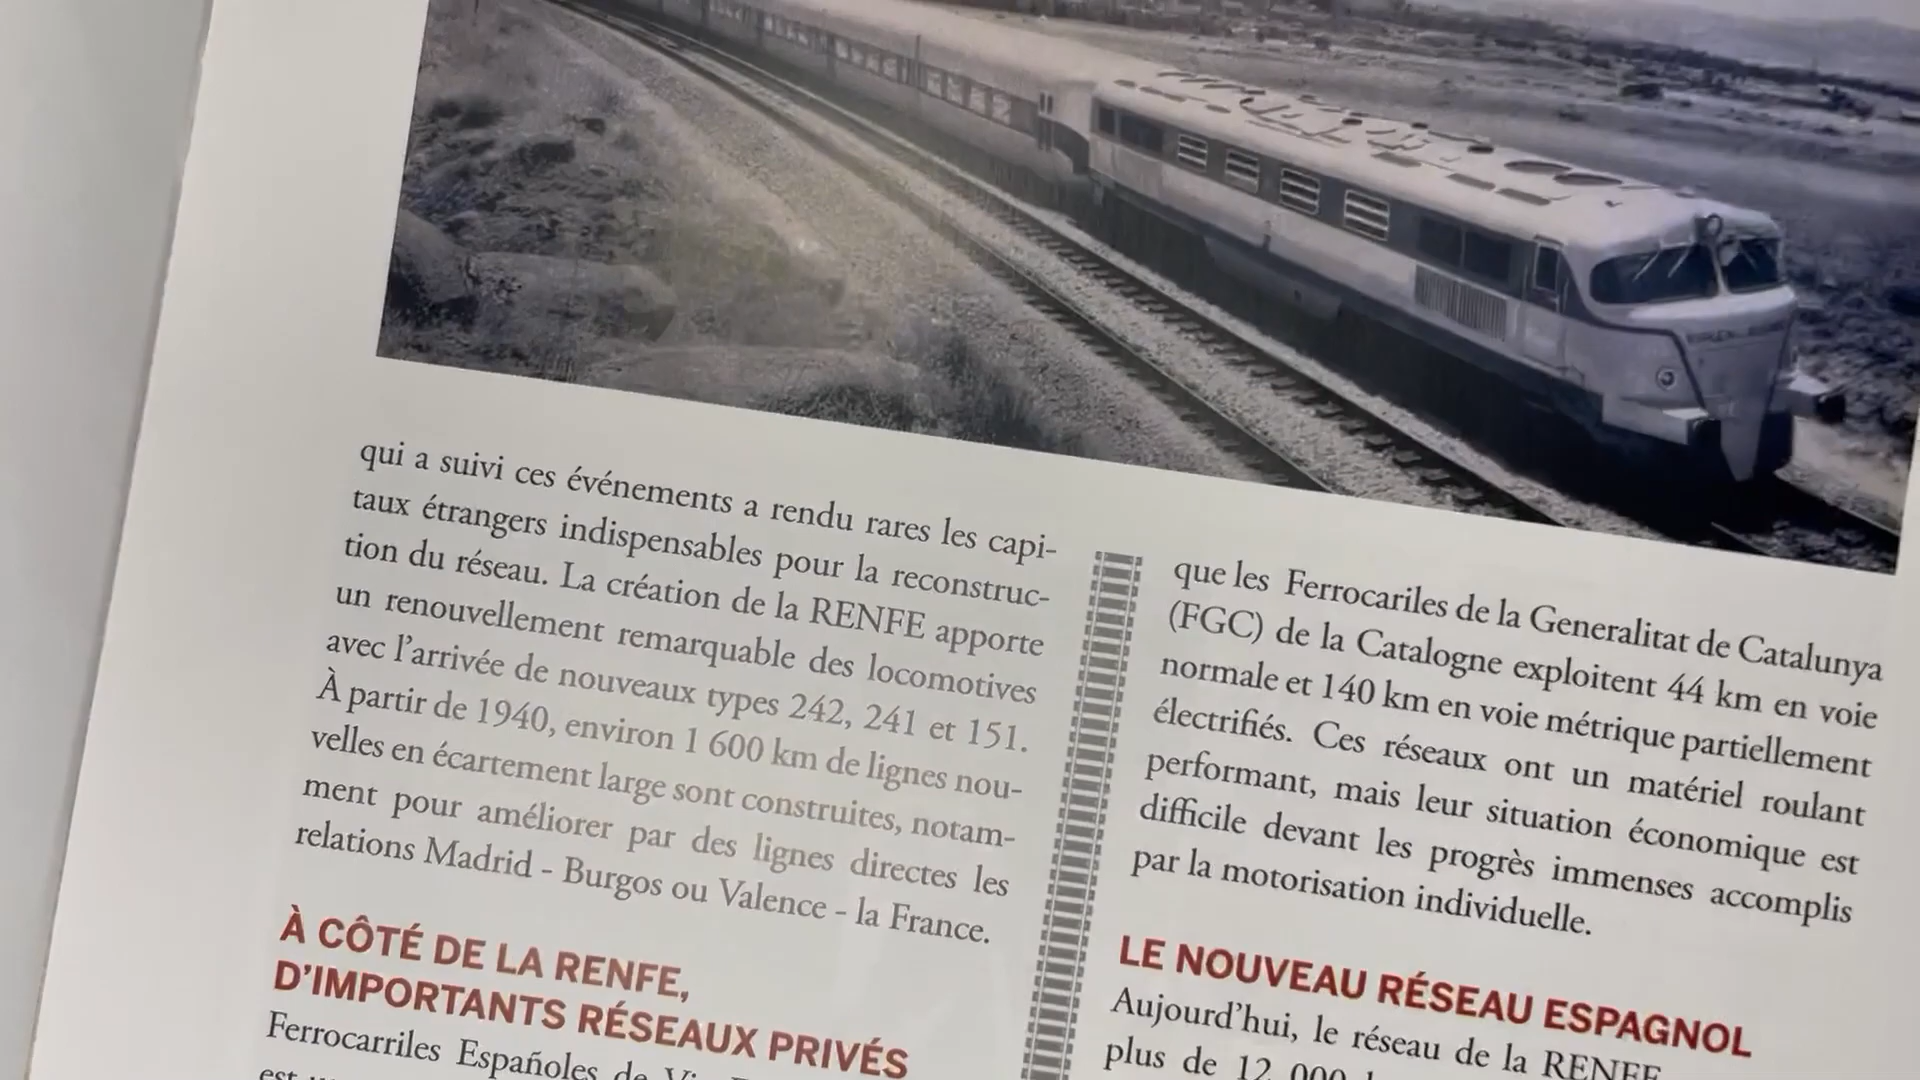 qui a suivi ces événements a rendu rares les capi-
taux étrangers indispensables pour la reconstruc-
tion du réseau. La création de la RENFE apporte
un renouvellement remarquable des locomotives
avec l'arrivée de nouveaux types 242, 241 et 151.
À partir de 1940, environ 1 600 km de lignes nou-
velles en écartement large sont construites, notam-
ment pour améliorer par des lignes directes les
relations Madrid - Burgos ou Valence - la France.
À CÔTÉ DE LA RENFE,
D'IMPORTANTS RÉSEAUX PRIVÉS
Ferrocarriles Españoles de
est
que les Ferrocariles de la Generalitat de Catalunya
(FGC) de la Catalogne exploitent 44 km en voie
normale et 140 km en voie métrique partiellement
électrifiés. Ces réseaux ont un matériel roulant
performant, mais leur situation économique est
difficile devant les progrès immenses accomplis
par la motorisation individuelle.
LE NOUVEAU RÉSEAU ESPAGNOL
Aujourd'hui, le réseau de la RENFE
plus de 12 000